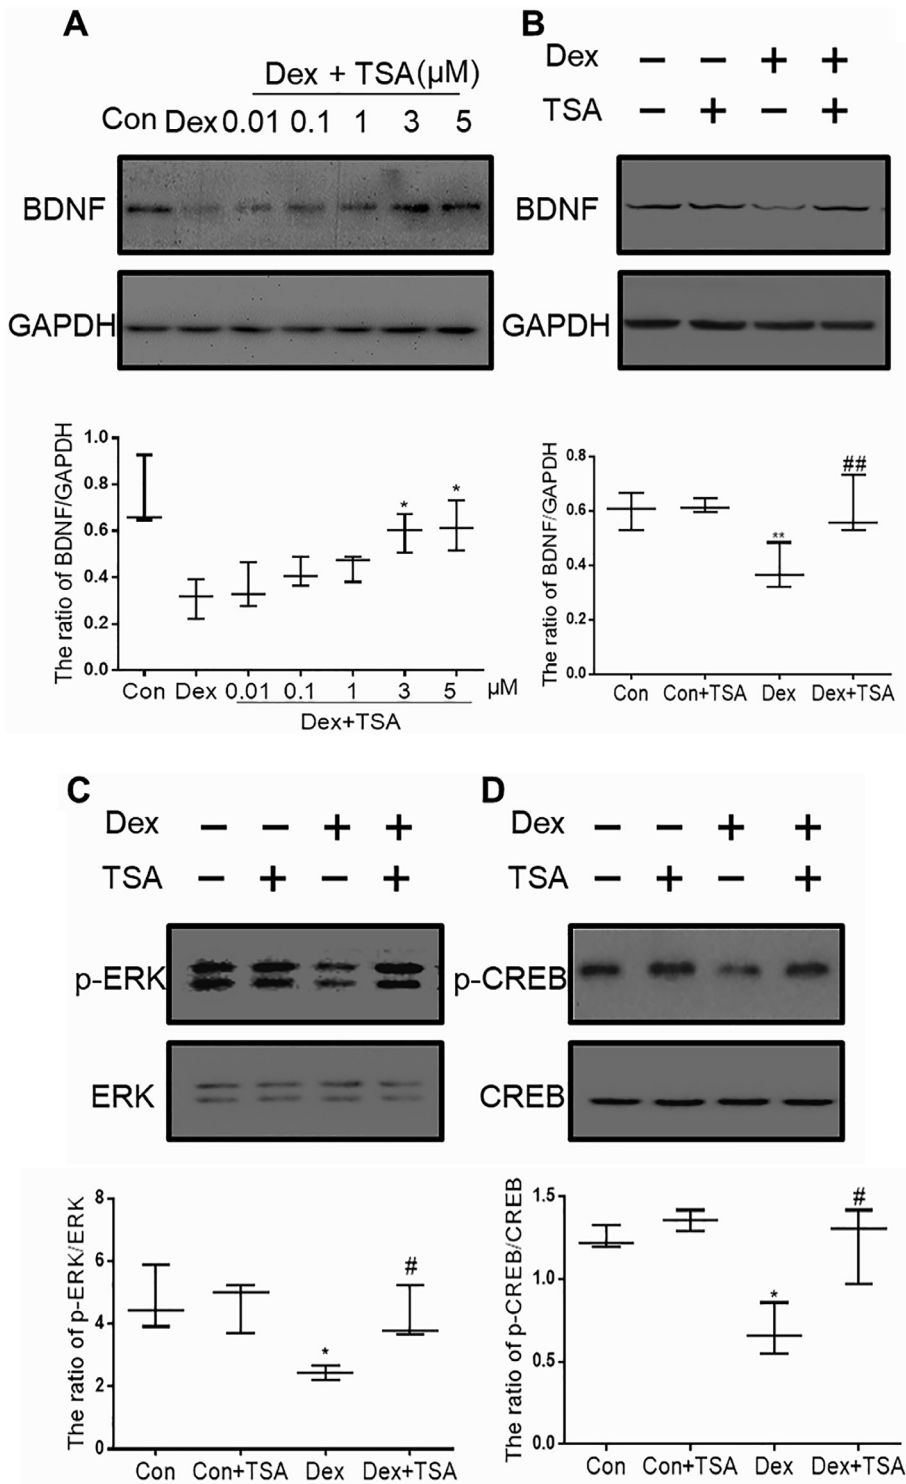 A
Dex + TSA(µM)
Con Dex 0.01 0.1 1 3 5
BDNF
GAPDH
The ratio of BDNF/GAPDH
1.0
0.8
0.6
0.4
0.2
0.0
* *
Con Dex 0.01 0.1 1 3 5 µM
Dex+TSA
B
Dex − − + +
TSA − + − +
BDNF
GAPDH
The ratio of BDNF/GAPDH
0.8
0.6
0.4
0.2
0.0
** ##
Con Con+TSA Dex Dex+TSA
C
Dex − − + +
TSA − + − +
p-ERK
ERK
The ratio of p-ERK/ERK
8
6
4
2
0
* #
Con Con+TSA Dex Dex+TSA
D
Dex − − + +
TSA − + − +
p-CREB
CREB
The ratio of p-CREB/CREB
1.5
1.0
0.5
0.0
* #
Con Con+TSA Dex Dex+TSA